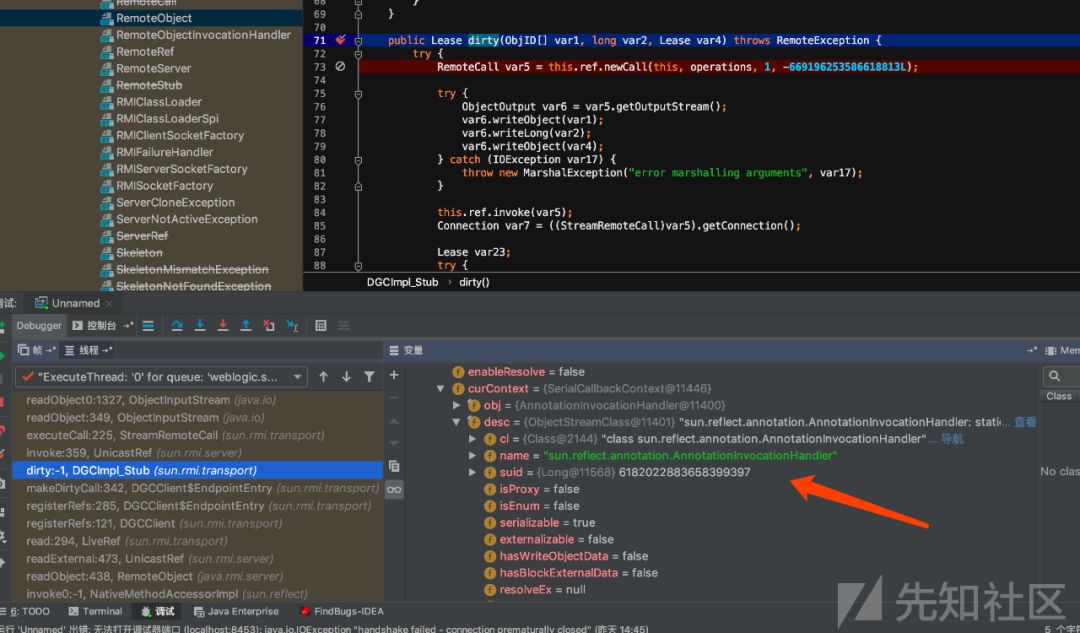 RemoteCall
RemoteObject
RemoteObjectInvocationHandler
RemoteRef
RemoteServer
RemoteStub
RMIClassLoader
RMIClassLoaderSpi
RMIClientSocketFactory
RMIFailureHandler
RMIServerSocketFactory
RMISocketFactory
ServerCloneException
ServerNotActiveException
ServerRef
Skeleton
SkeletonMismatchException
SkeletonNotFoundException
68 }
69 }
70
71 public Lease dirty(ObjID[] var1, long var2, Lease var4) throws RemoteException {
72 try {
73 RemoteCall var5 = this.ref.newCall(this, operations, 1, -669196253586618813L);
74
75 try {
76 ObjectOutput var6 = var5.getOutputStream();
77 var6.writeObject(var1);
78 var6.writeLong(var2);
79 var6.writeObject(var4);
80 } catch (IOException var17) {
81 throw new MarshalException("error marshalling arguments", var17);
82 }
83
84 this.ref.invoke(var5);
85 Connection var7 = ((StreamRemoteCall)var5).getConnection();
86
87 Lease var23;
88 try {
DGCImpl_Stub › dirty()
调试: Unnamed ×
Debugger 控制台 →*
帧 →* 线程 →*
"ExecuteThread: '0' for queue: 'weblogic.s...
readObject0:1327, ObjectInputStream (java.io)
readObject:349, ObjectInputStream (java.io)
executeCall:225, StreamRemoteCall (sun.rmi.transport)
invoke:359, UnicastRef (sun.rmi.server)
dirty:-1, DGCImpl_Stub (sun.rmi.transport)
makeDirtyCall:342, DGCClient$EndpointEntry (sun.rmi.transport)
registerRefs:285, DGCClient$EndpointEntry (sun.rmi.transport)
registerRefs:121, DGCClient (sun.rmi.transport)
read:294, LiveRef (sun.rmi.transport)
readExternal:473, UnicastRef (sun.rmi.server)
readObject:438, RemoteObject (java.rmi.server)
invoke0:-1, NativeMethodAccessorImpl (sun.reflect)
变量
enableResolve = false
curContext = {SerialCallbackContext@11446}
obj = {AnnotationInvocationHandler@11400}
desc = {ObjectStreamClass@11401} "sun.reflect.annotation.AnnotationInvocationHandler: stati... 查看
cl = {Class@2144} "class sun.reflect.annotation.AnnotationInvocationHandler" ... 导航
name = "sun.reflect.annotation.AnnotationInvocationHandler"
suid = {Long@11568} 6182022883658399397
isProxy = false
isEnum = false
serializable = true
externalizable = false
hasWriteObjectData = false
hasBlockExternalData = false
resolveEx = null
→* Mem
Class
No clas
先知社区
6: TODO Terminal 调试 Java Enterprise FindBugs-IDEA
运行 'Unnamed' 出错: 无法打开调试器端口 (localhost:8453): java.io.IOException "handshake failed - connection prematurally closed" (昨天 14:45)
5 个字符